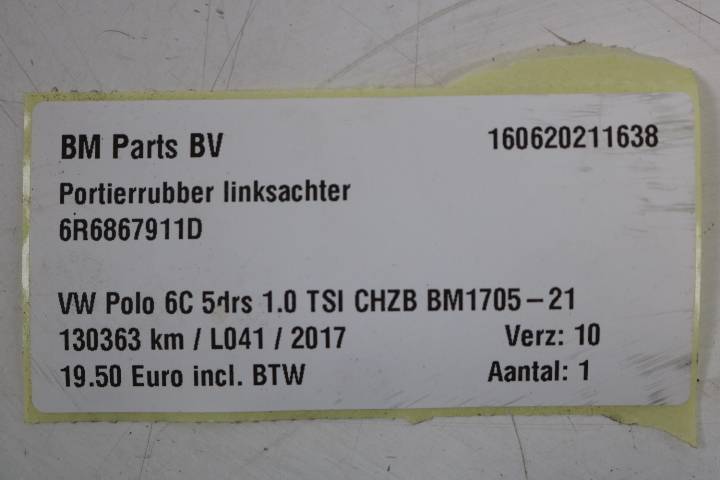 BM Parts BV 160620211638
Portierrubber linksachter
6R6867911D
VW Polo 6C 5drs 1.0 TSI CHZB BM1705-21
130363 km / L041 / 2017 Verz: 10
19.50 Euro incl. BTW Aantal: 1